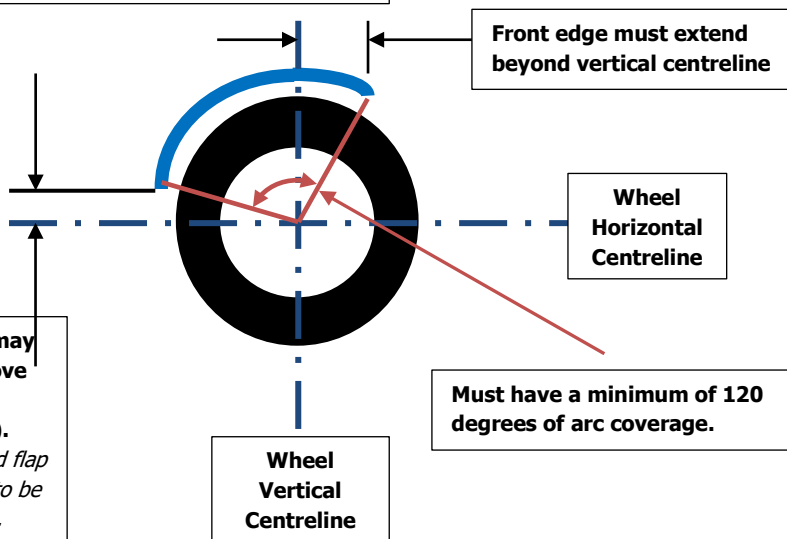 Front edge must extend
beyond vertical centreline
Wheel
Horizontal
Centreline
may
Must have a minimum of 120
degrees of arc coverage.
flap
to be
Wheel
Vertical
Centreline